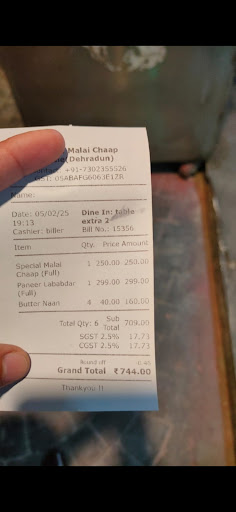 Malai Chaap
(Dehradun)
+91-7302355526
GST: 05ABAFG6063E1ZR
Name:
Date: 05/02/25 Dine In: table
19:13 extra 2
Cashier: biller Bill No.: 15356
Item Qty. Price Amount
Special Malai 1 250.00 250.00
Chaap (Full)
Paneer Lababdar 1 299.00 299.00
(Full)
Butter Naan 4 40.00 160.00
Total Qty: 6 Sub 709.00
Total
SGST 2.5% 17.73
CGST 2.5% 17.73
Round off
Grand Total ₹744.00
Thankyou !!